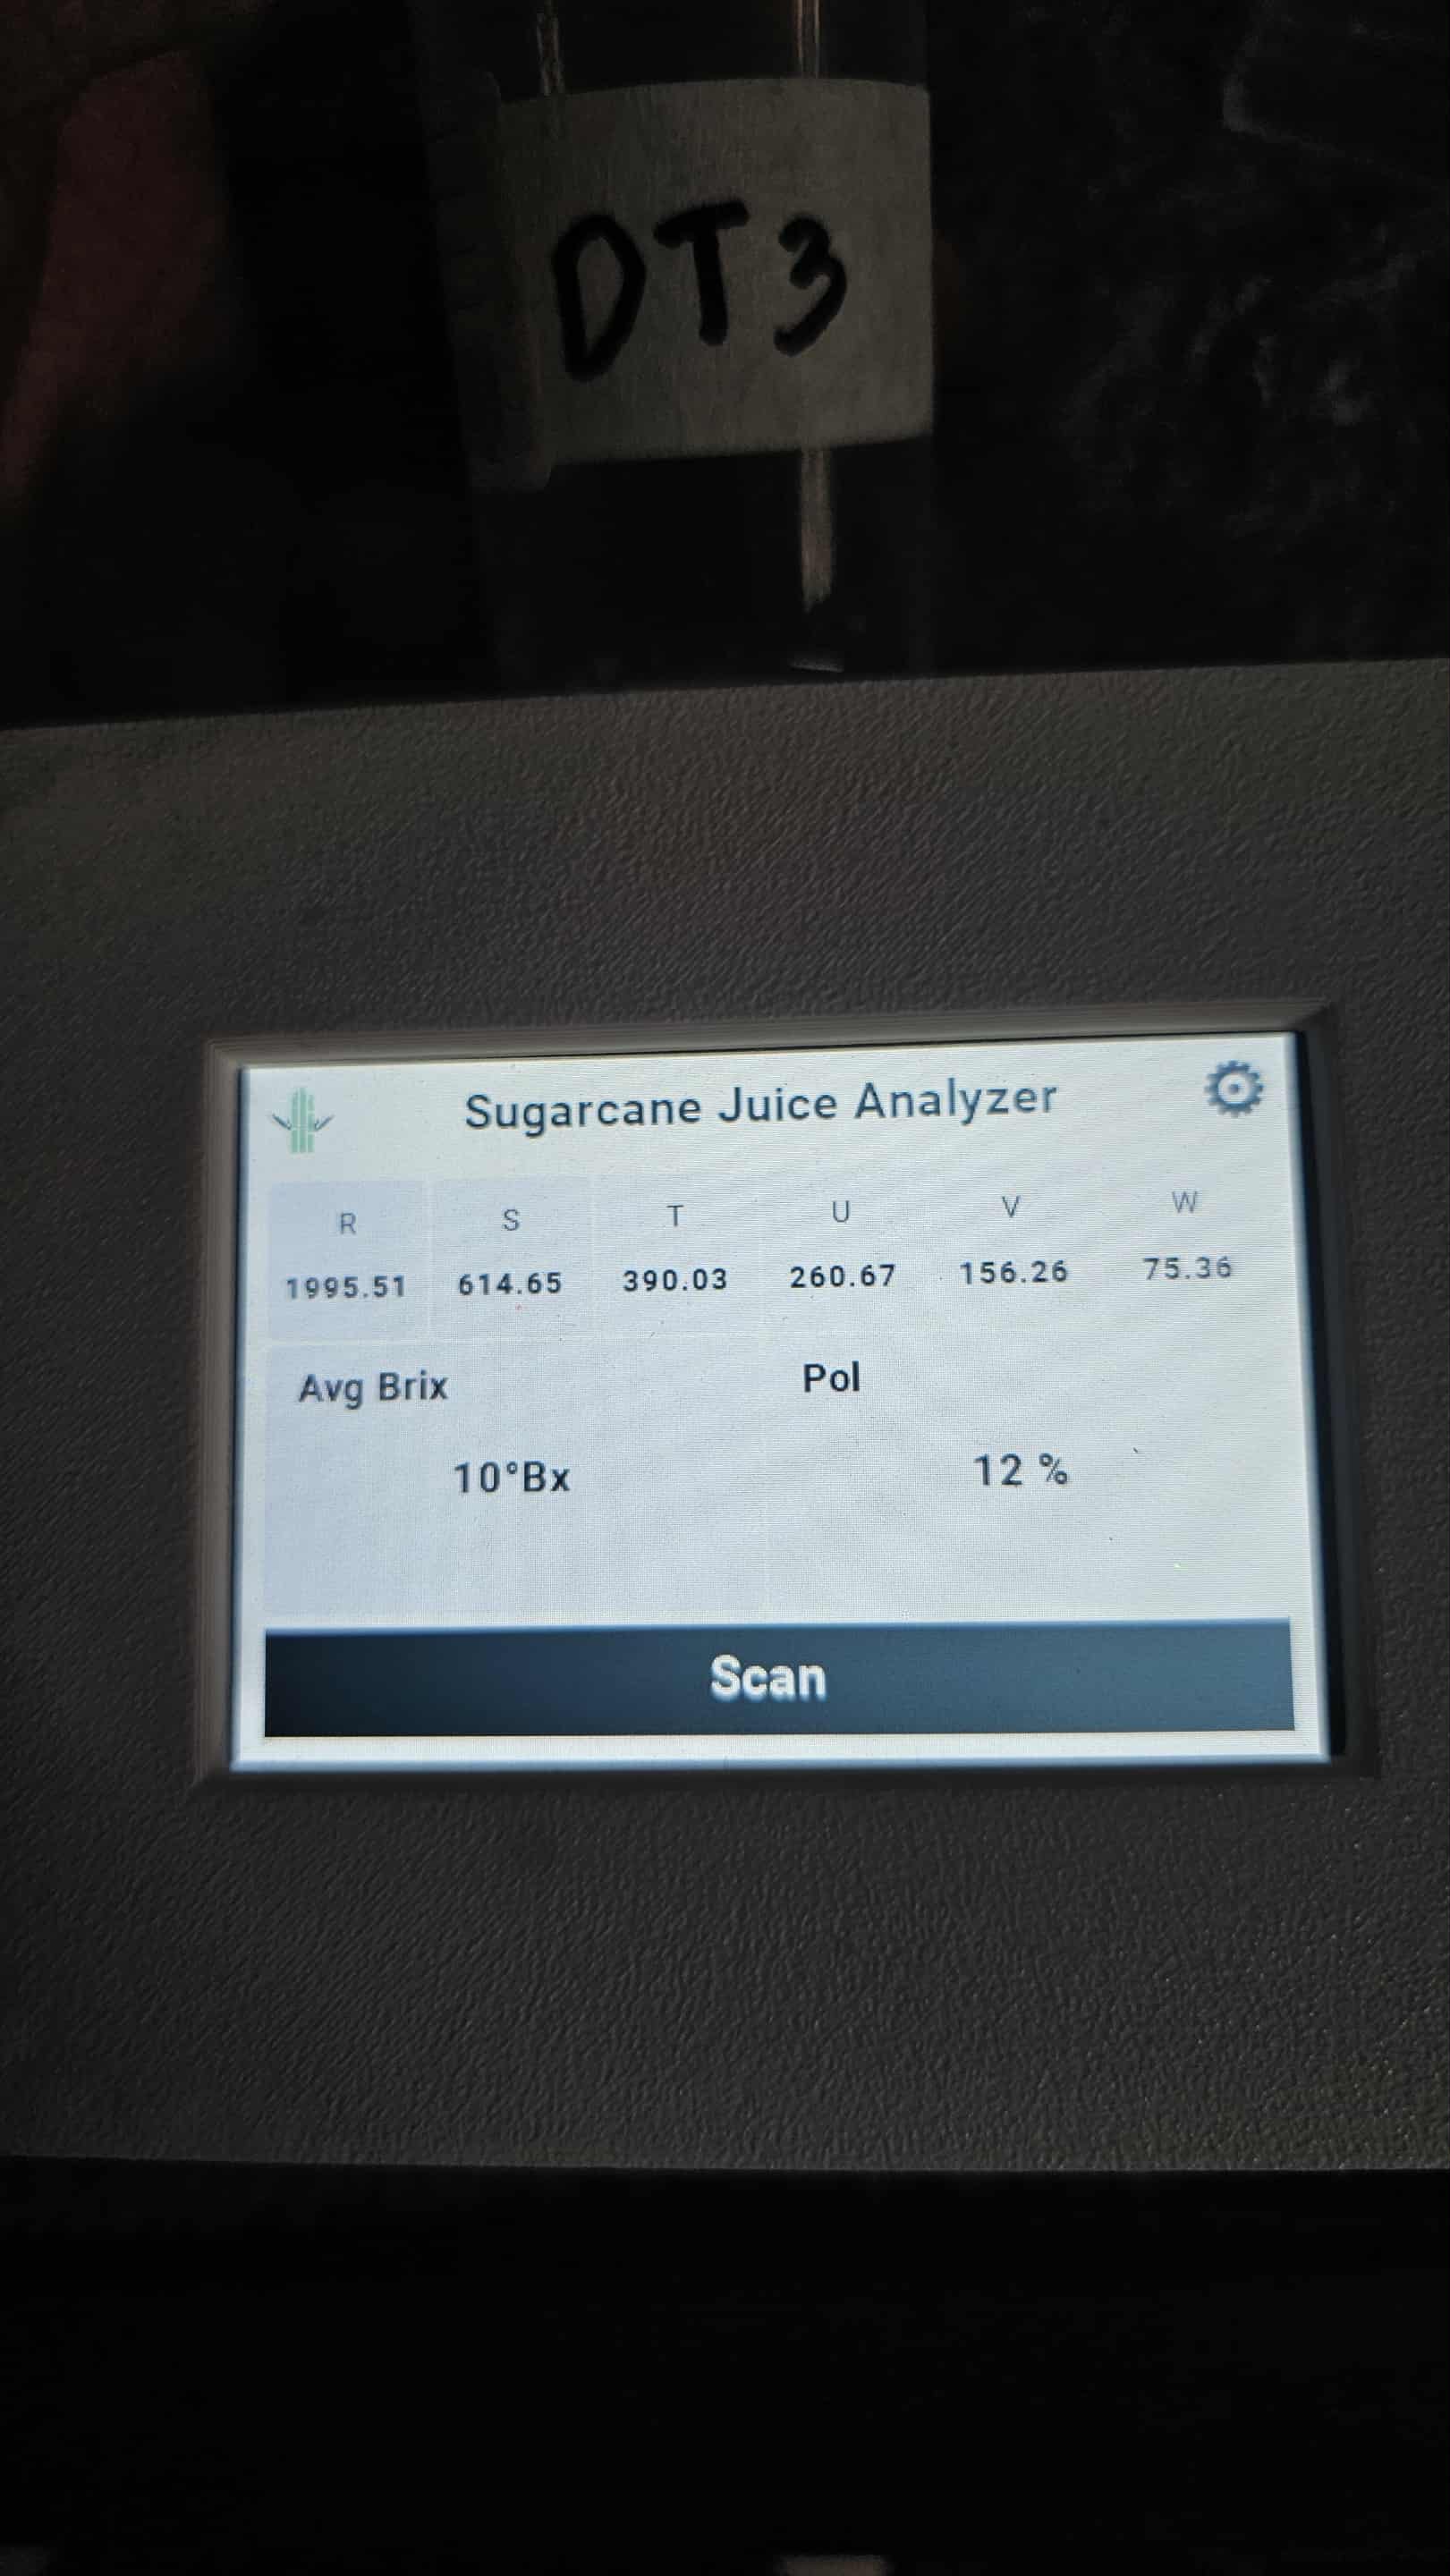 DT3
Sugarcane Juice Analyzer
R S T U V W
1995.51 614.65 390.03 260.67 156.26 75.36
Avg Brix Pol
10°Bx 12 %
Scan